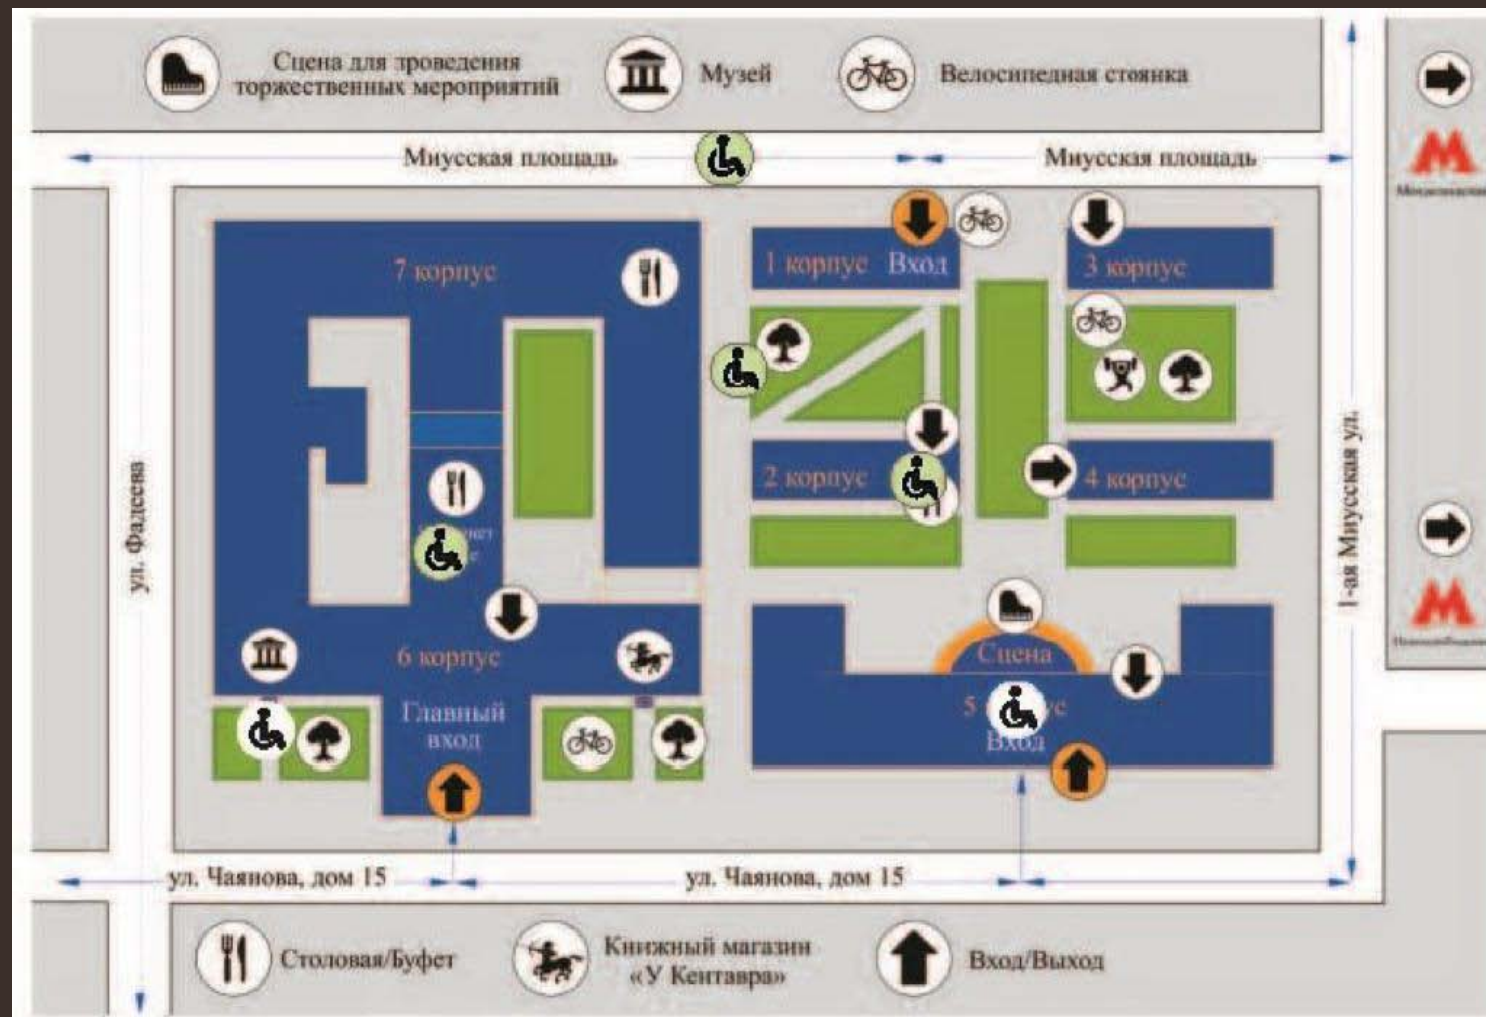 Сцена для проведения
торжественных мероприятий
Музей
Велосипедная стоянка
М
Миусская площадь
Миусская площадь
7 корпус
1 корпус
Вход
3 корпус
2 корпус
4 корпус
ул. Фадеева
1-ая Миусская ул.
М
6 корпус
Сцена
Главный
вход
5
Вход
ул. Чаянова, дом 15
ул. Чаянова, дом 15
Столовая/Буфет
Книжный магазин
«У Кентавра»
Вход/Выход